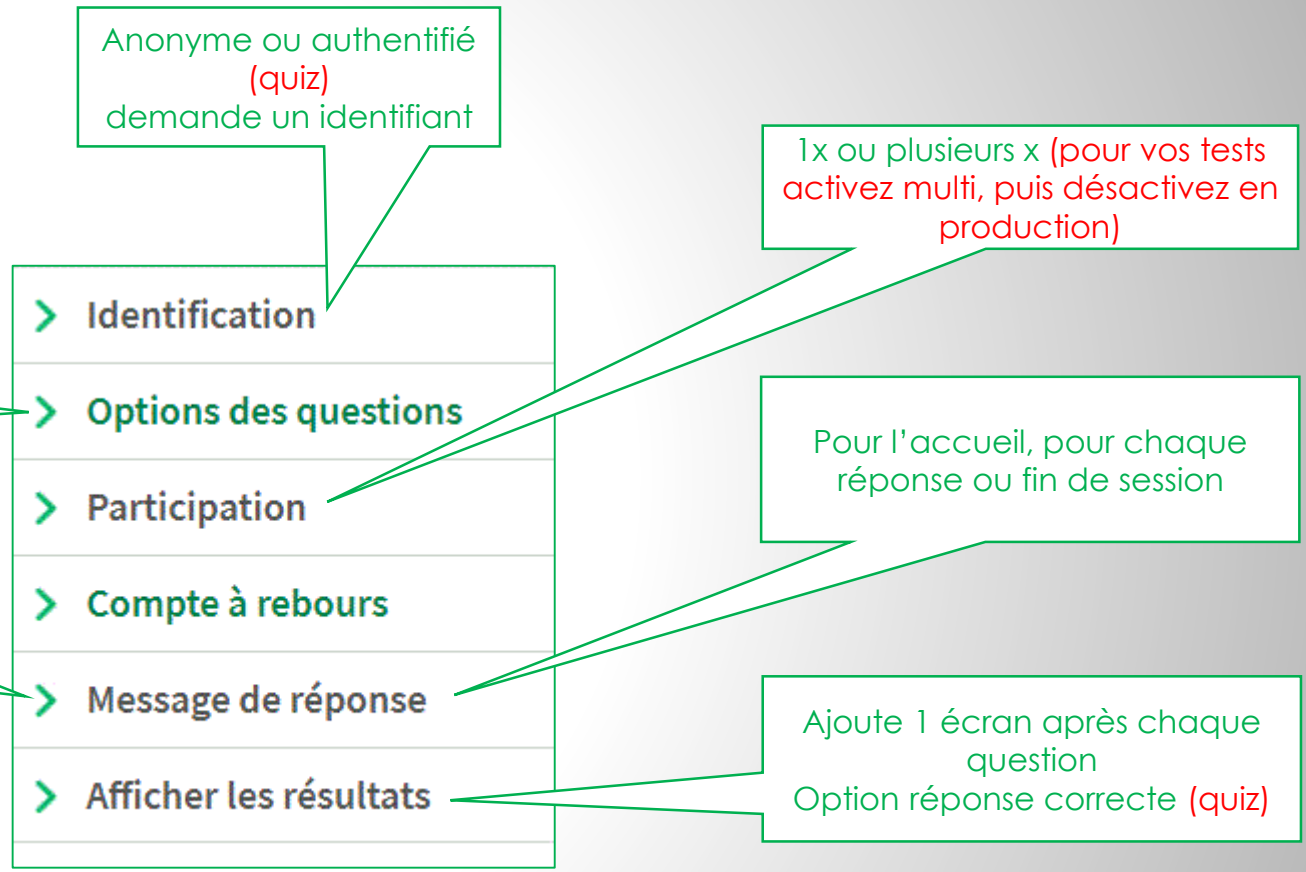 Anonyme ou authentifié
(quiz)
demande un identifiant
1x ou plusieurs x (pour vos tests
activez multi, puis désactivez en
production)
Identification
Options des questions
Participation
Compte à rebours
Message de réponse
Afficher les résultats
Pour l’accueil, pour chaque
réponse ou fin de session
Ajoute 1 écran après chaque
question
Option réponse correcte (quiz)